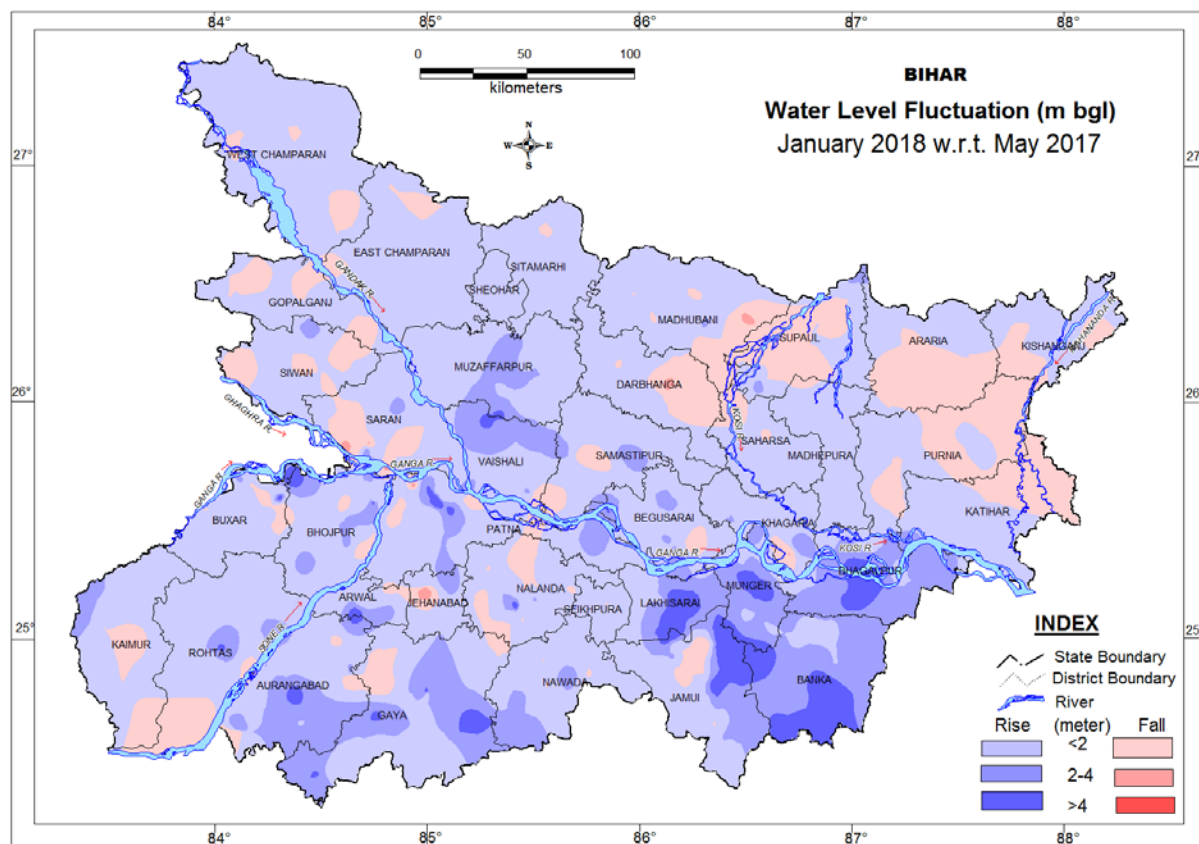 84° 85° 86° 87° 88°
0 50 100
kilometers
BIHAR
Water Level Fluctuation (m bgl)
January 2018 w.r.t. May 2017
N
W E
S
27° 27
WEST CHAMPARAN
EAST CHAMPARAN
SITAMARHI
SHEOHAR
GANDAK R.
GOPALGANJ
MADHUBANI
SUPAUL
ARARIA
KISHANGANJ
MAHANANDA R.
SIWAN
MUZAFFARPUR
DARBHANGA
26° 26
GHAGHRA R.
SARAN
KOSI R.
SAHARSA
MADHEPURA
PURNIA
GANGA R.
GANGA R.
VAISHALI
SAMASTIPUR
BUXAR
BHOJPUR
PATNA
BEGUSARAI
KHAGARIA
KATIHAR
GANGA R.
KOSI R.
BHAGALPUR
ARWAL
JEHANABAD
NALANDA
SEIKHPURA
LAKHISARAI
MUNGER
SONE R.
25° 25
KAIMUR
ROHTAS
AURANGABAD
GAYA
NAWADA
JAMUI
BANKA
INDEX
State Boundary
District Boundary
River
Rise (meter) Fall
<2
2-4
>4
84° 85° 86° 87° 88°